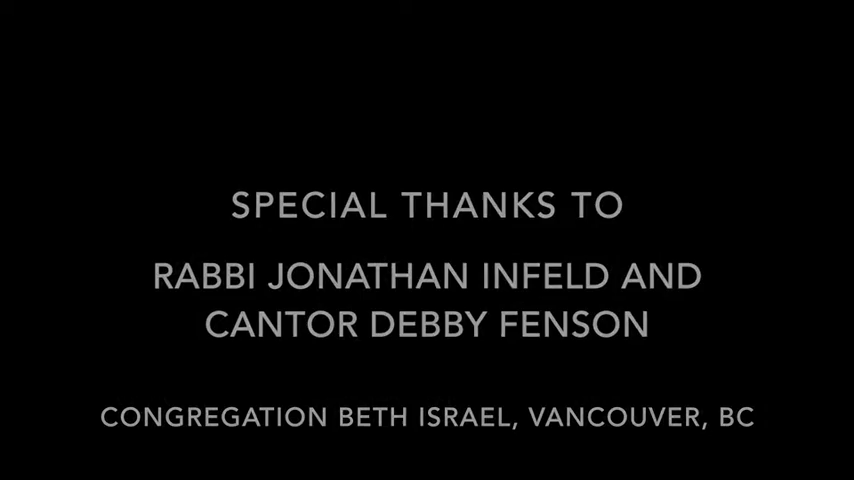 SPECIAL THANKS TO
RABBI JONATHAN INFELD AND
CANTOR DEBBY FENSON
CONGREGATION BETH ISRAEL, VANCOUVER, BC